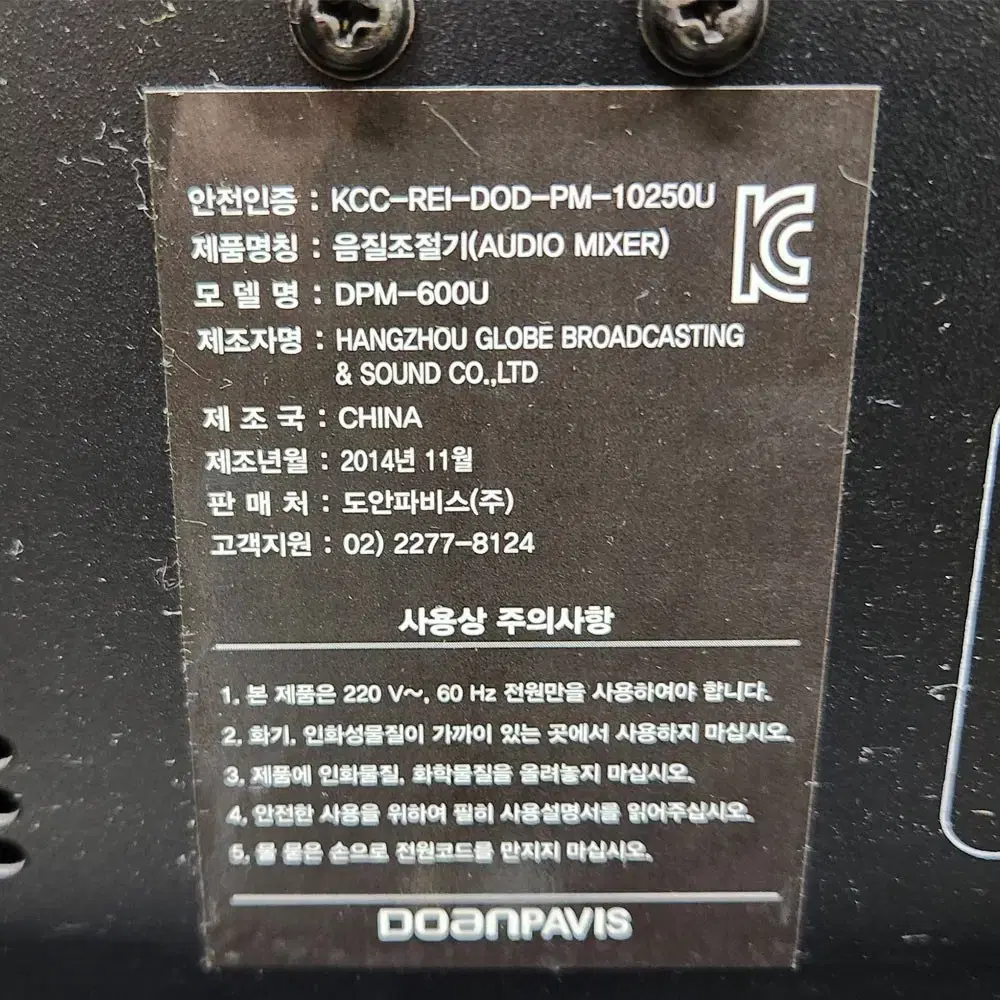 안전인증 : KCC-REI-DOD-PM-10250U
제품명칭 : 음질조절기(AUDIO MIXER)
모 델 명 : DPM-600U
제조자명 : HANGZHOU GLOBE BROADCASTING
& SOUND CO.,LTD
제 조 국 : CHINA
제조년월 : 2014년 11월
판 매 처 : 도안파비스(주)
고객지원 : 02) 2277-8124
사용상 주의사항
1. 본 제품은 220 V~, 60 Hz 전원만을 사용하여야 합니다.
2. 화기, 인화성물질이 가까이 있는 곳에서 사용하지 마십시오.
3. 제품에 인화물질, 화학물질을 올려놓지 마십시오.
4. 안전한 사용을 위하여 필히 사용설명서를 읽어주십시오.
5. 물 묻은 손으로 전원코드를 만지지 마십시오.
DOANPAVIS